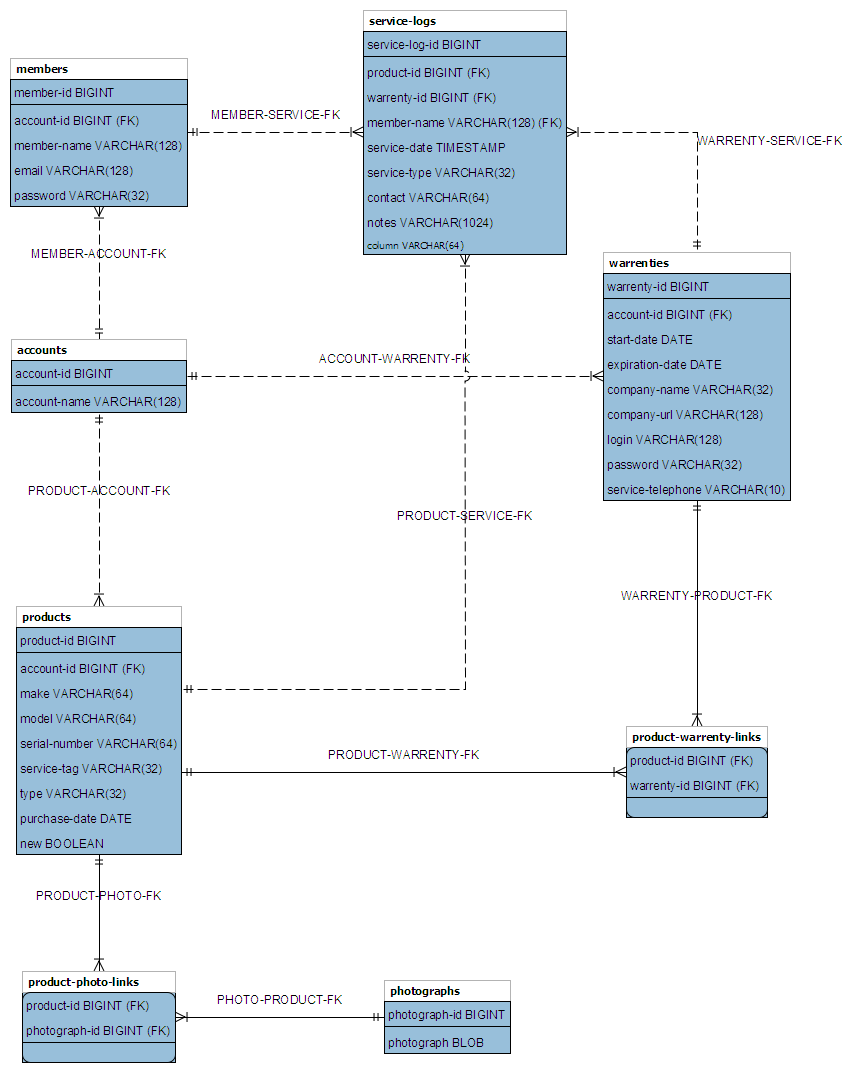 service-logs
service-log-id BIGINT
product-id BIGINT (FK)
warrenty-id BIGINT (FK)
member-name VARCHAR(128) (FK)
service-date TIMESTAMP
service-type VARCHAR(32)
contact VARCHAR(64)
notes VARCHAR(1024)
column VARCHAR(64)
members
member-id BIGINT
account-id BIGINT (FK)
member-name VARCHAR(128)
email VARCHAR(128)
password VARCHAR(32)
MEMBER-SERVICE-FK
WARRENTY-SERVICE-FK
MEMBER-ACCOUNT-FK
warrenties
warrenty-id BIGINT
account-id BIGINT (FK)
start-date DATE
expiration-date DATE
company-name VARCHAR(32)
company-url VARCHAR(128)
login VARCHAR(128)
password VARCHAR(32)
service-telephone VARCHAR(10)
accounts
account-id BIGINT
account-name VARCHAR(128)
ACCOUNT-WARRENTY-FK
PRODUCT-ACCOUNT-FK
PRODUCT-SERVICE-FK
WARRENTY-PRODUCT-FK
products
product-id BIGINT
account-id BIGINT (FK)
make VARCHAR(64)
model VARCHAR(64)
serial-number VARCHAR(64)
service-tag VARCHAR(32)
type VARCHAR(32)
purchase-date DATE
new BOOLEAN
PRODUCT-WARRENTY-FK
product-warrenty-links
product-id BIGINT (FK)
warrenty-id BIGINT (FK)
PRODUCT-PHOTO-FK
product-photo-links
product-id BIGINT (FK)
photograph-id BIGINT (FK)
PHOTO-PRODUCT-FK
photographs
photograph-id BIGINT
photograph BLOB